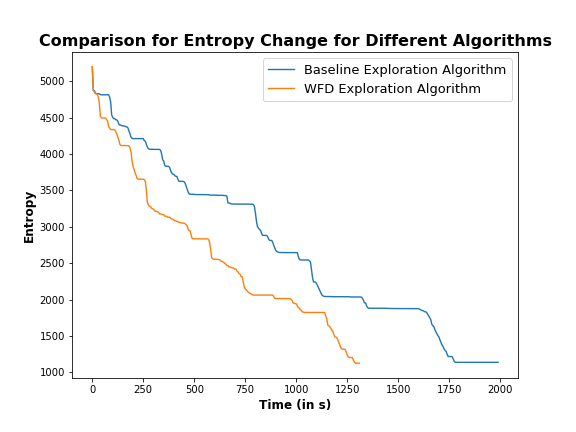 Comparison for Entropy Change for Different Algorithms
Baseline Exploration Algorithm
WFD Exploration Algorithm
Entropy
5000
4500
4000
3500
3000
2500
2000
1500
1000
0 250 500 750 1000 1250 1500 1750 2000
Time (in s)